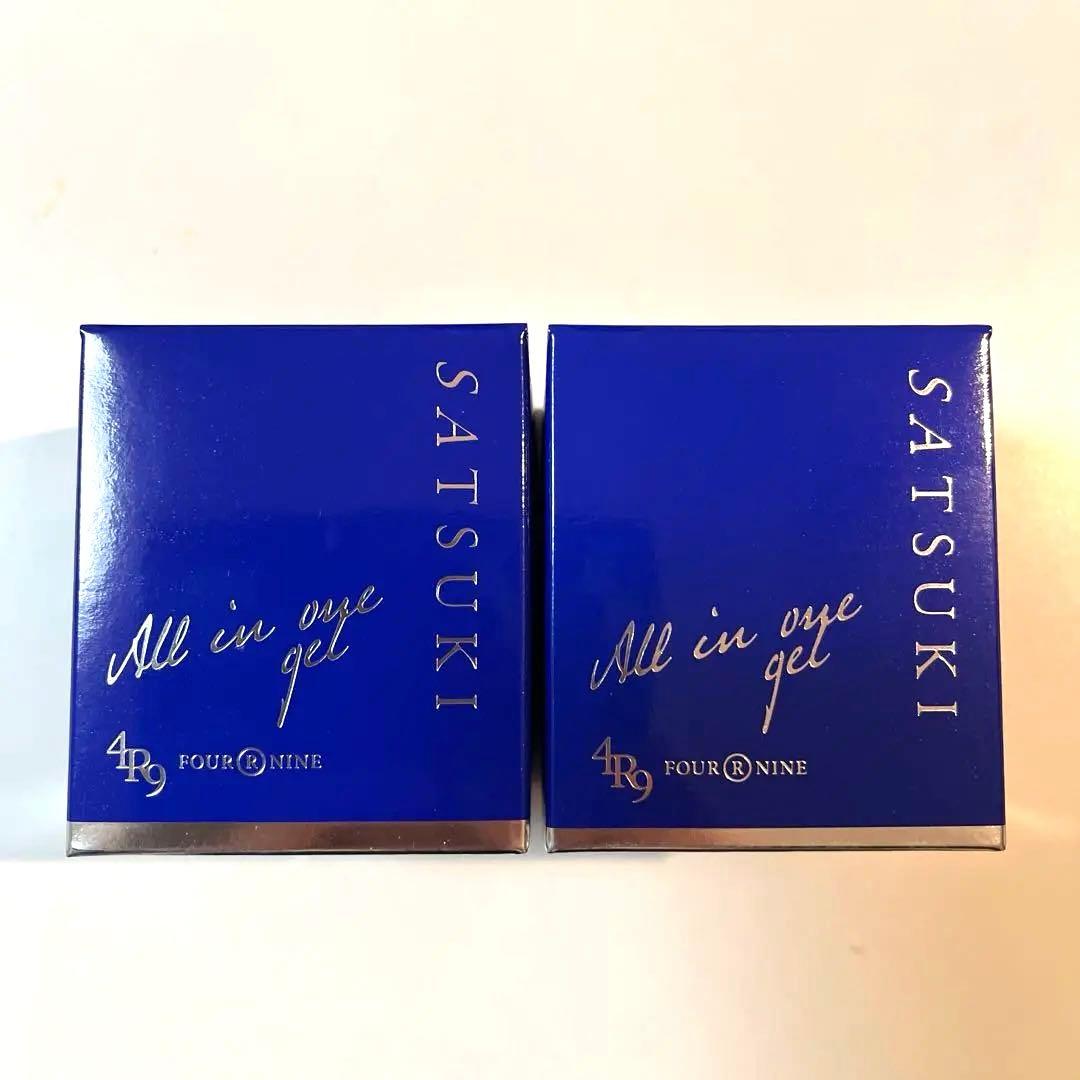 SATSUKI
All in one
gel
4R9 FOUR R NINE
SATSUKI
All in one
gel
4R9 FOUR R NINE